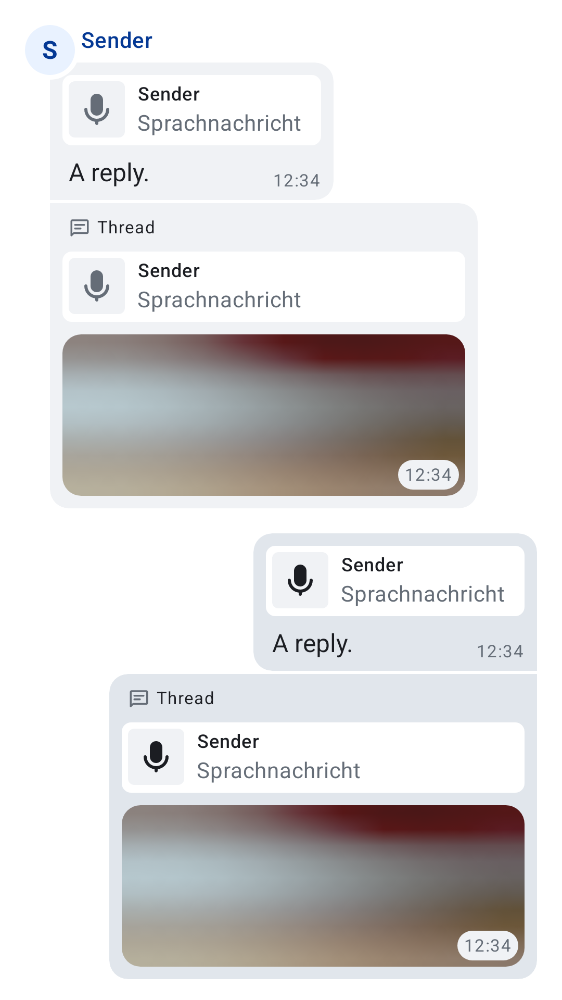 S
Sender
Sender
Sprachnachricht
A reply.
12:34
Thread
Sender
Sprachnachricht
12:34
Sender
Sprachnachricht
A reply.
12:34
Thread
Sender
Sprachnachricht
12:34